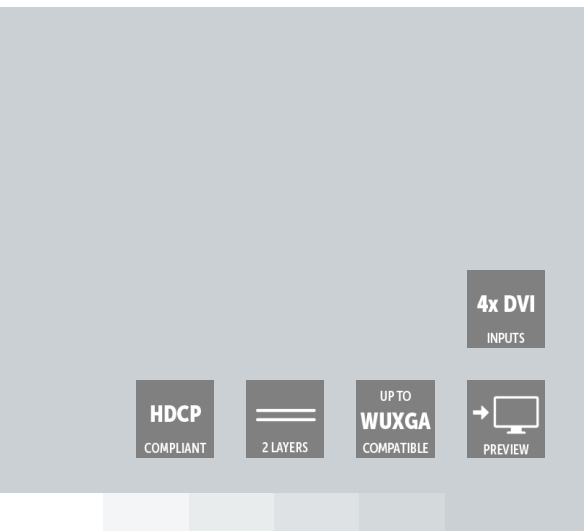 4x DVI
INPUTS
HDCP
COMPLIANT
2 LAYERS
UP TO
WUXGA
COMPATIBLE
PREVIEW